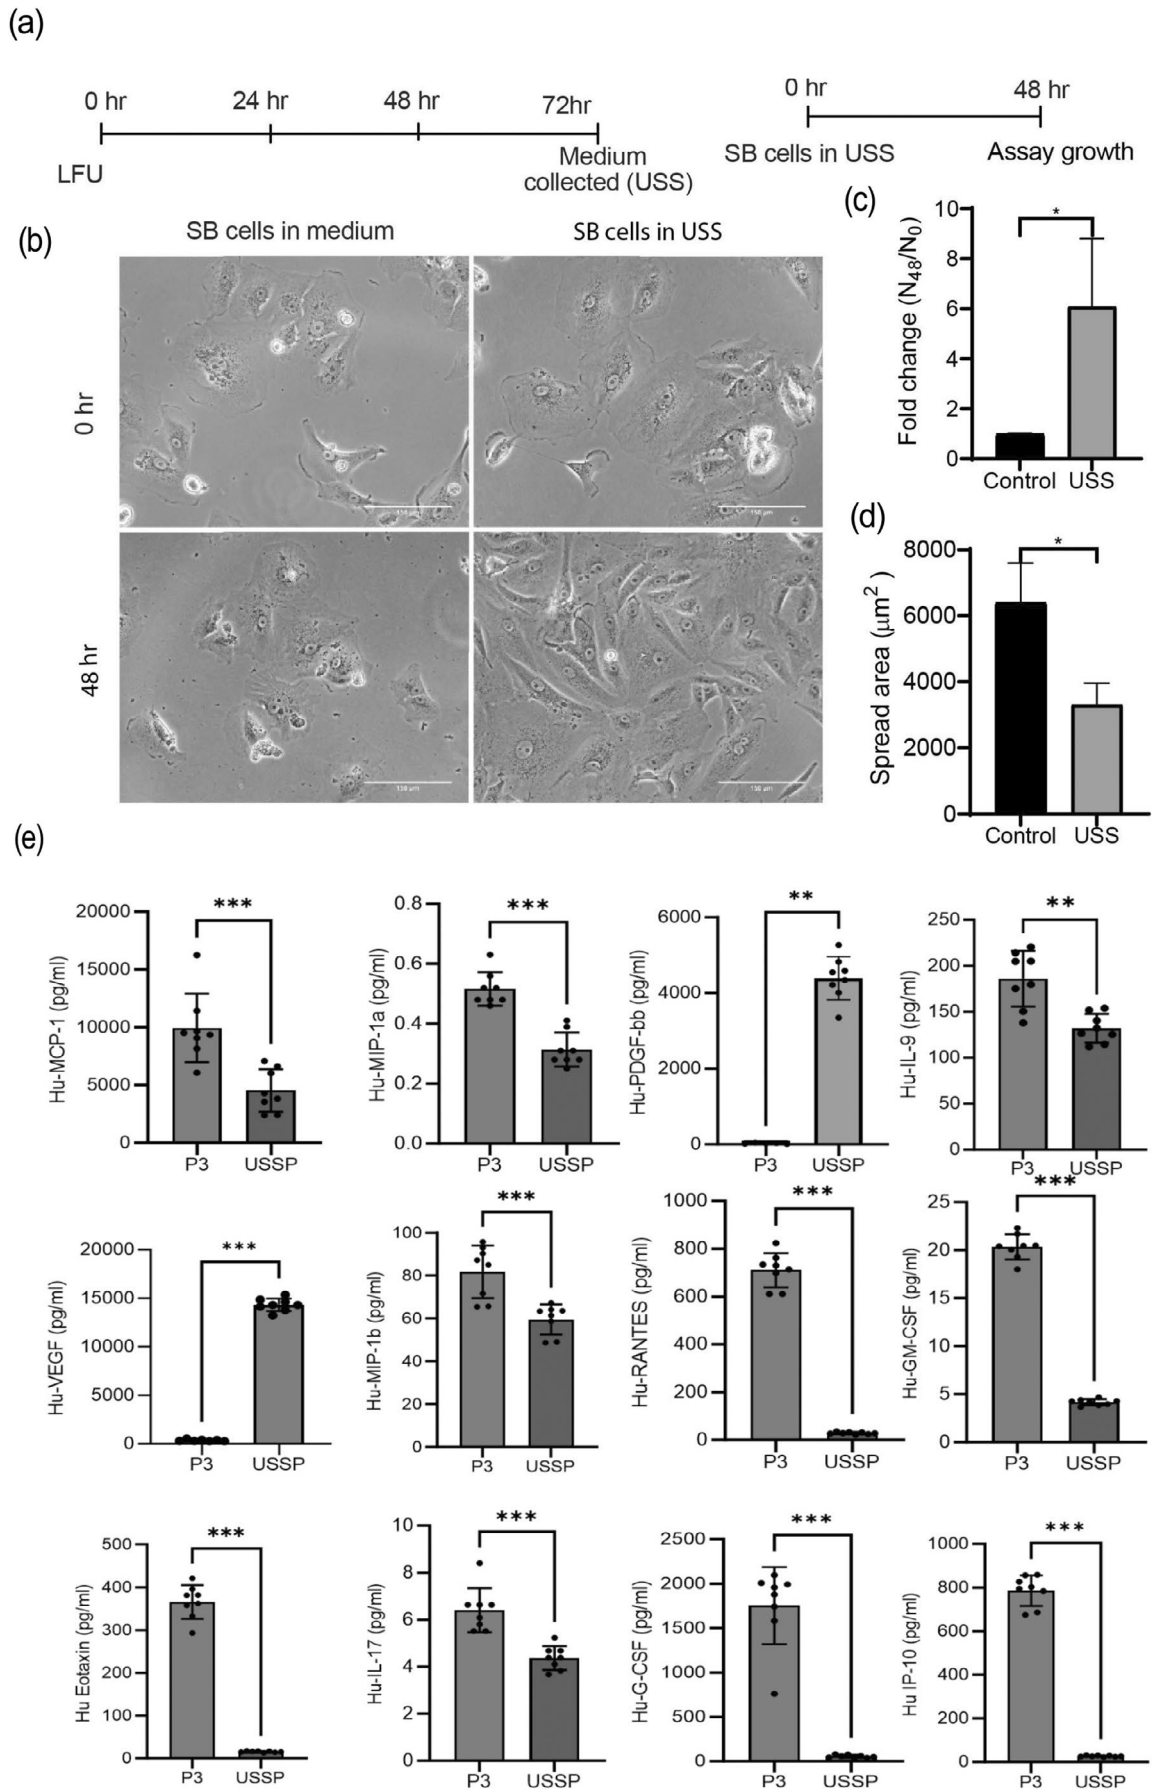 (a)
0 hr 24 hr 48 hr 72hr
LFU
Medium
collected (USS)
0 hr 48 hr
SB cells in USS Assay growth
(b)
SB cells in medium SB cells in USS
0 hr
48 hr
138 µm
138 µm
(c)
Fold change (N48/N0)
10
8
6
4
2
0
Control USS
*
(d)
Spread area (µm2 )
8000
6000
4000
2000
0
Control USS
*
(e)
Hu-MCP-1 (pg/ml)
20000
15000
10000
5000
0
P3 USSP
***
Hu-MIP-1a (pg/ml)
0.8
0.6
0.4
0.2
0.0
P3 USSP
***
Hu-PDGF-bb (pg/ml)
6000
4000
2000
0
P3 USSP
**
Hu-IL-9 (pg/ml)
250
200
150
100
50
0
P3 USSP
**
Hu-VEGF (pg/ml)
20000
15000
10000
5000
0
P3 USSP
***
Hu-MIP-1b (pg/ml)
100
80
60
40
20
0
P3 USSP
***
Hu-RANTES (pg/ml)
1000
800
600
400
200
0
P3 USSP
***
Hu-GM-CSF (pg/ml)
25
20
15
10
5
0
P3 USSP
***
Hu Eotaxin (pg/ml)
500
400
300
200
100
0
P3 USSP
***
Hu-IL-17 (pg/ml)
10
8
6
4
2
0
P3 USSP
***
Hu-G-CSF (pg/ml)
2500
2000
1500
1000
500
0
P3 USSP
***
Hu IP-10 (pg/ml)
1000
800
600
400
200
0
P3 USSP
***